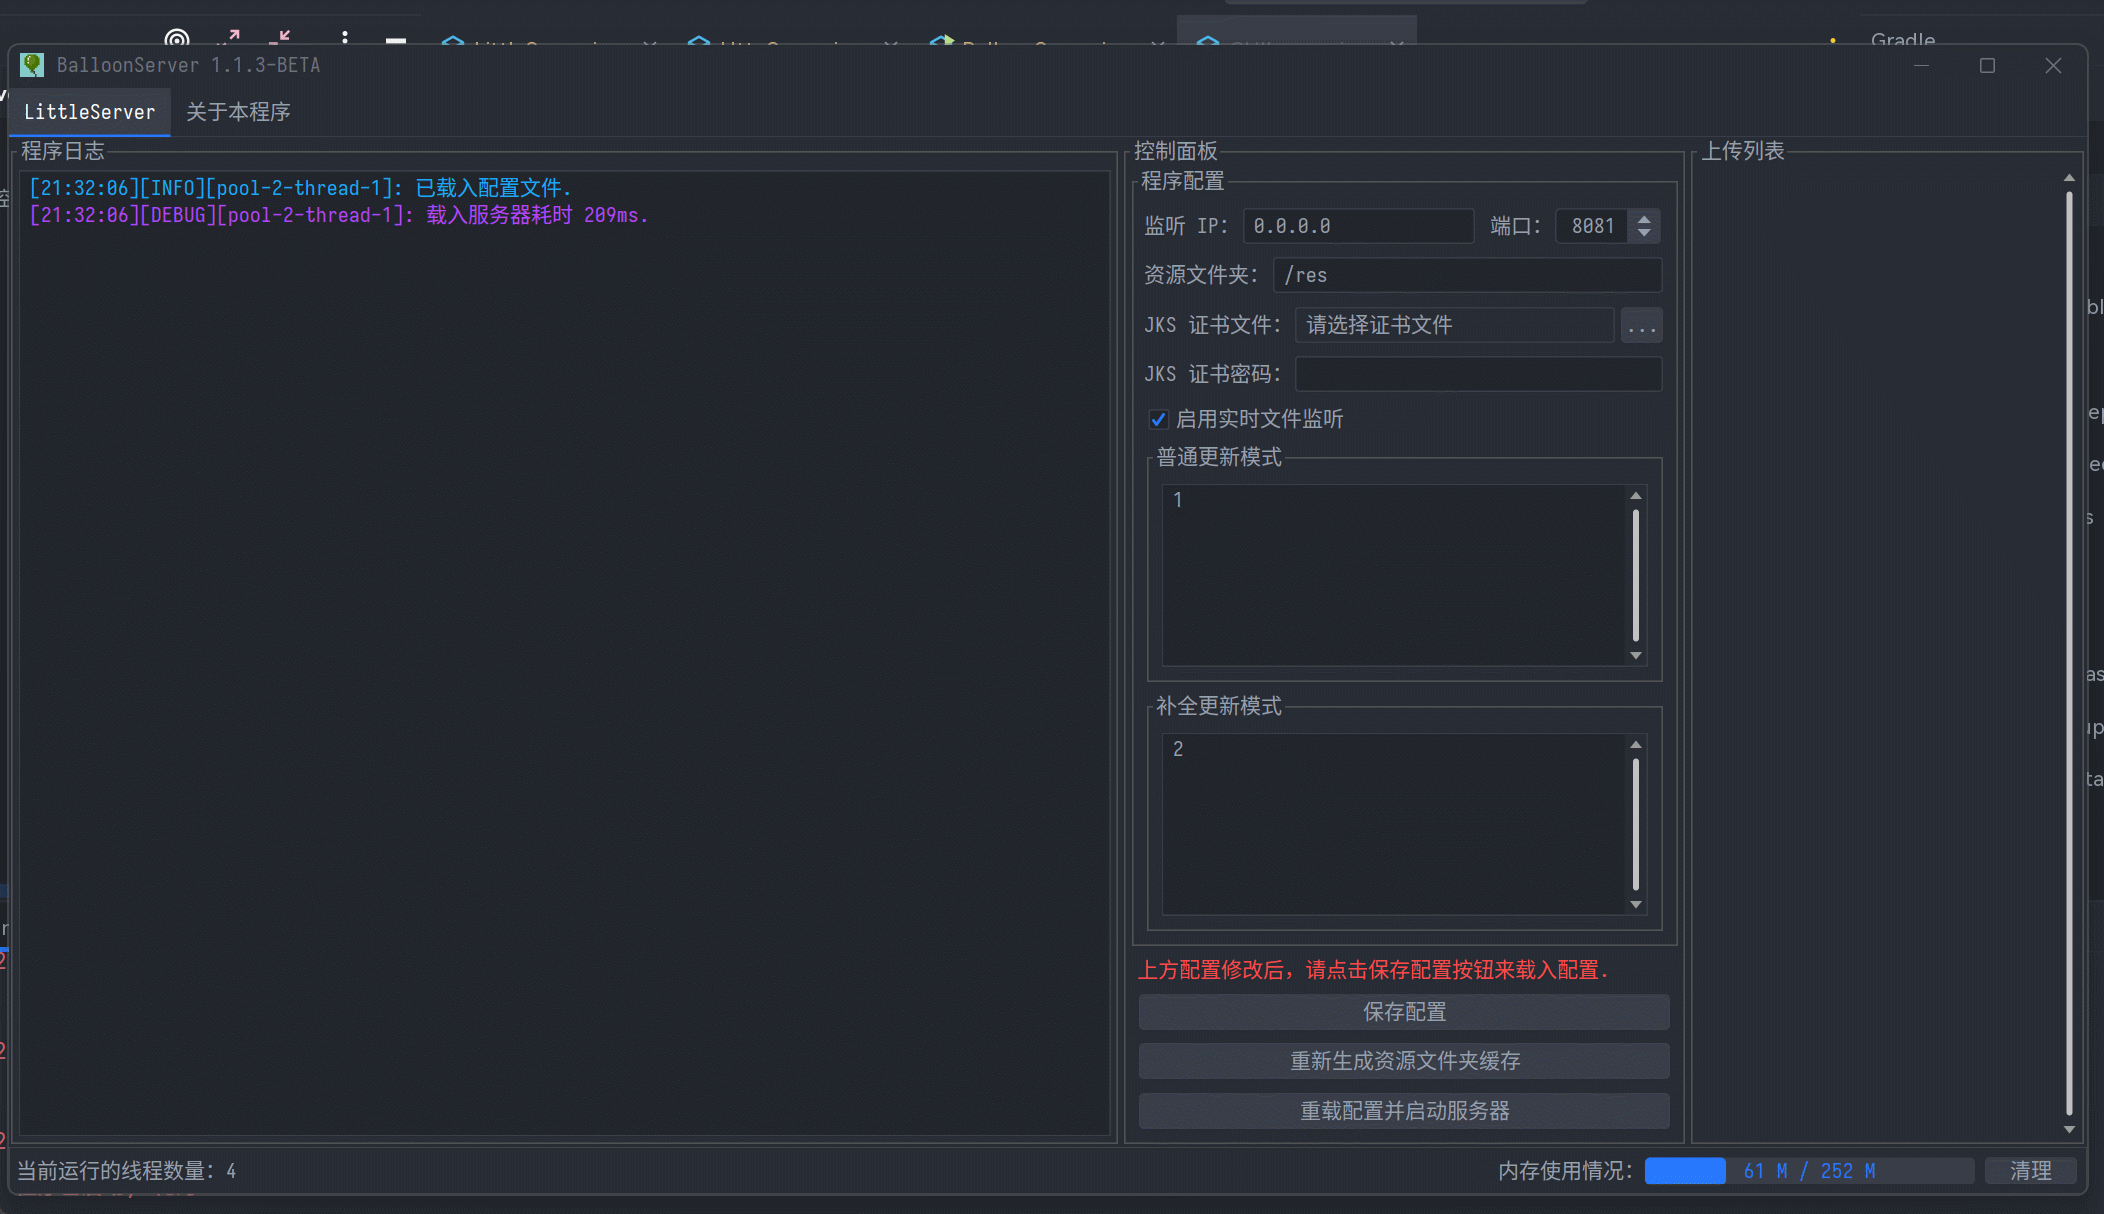 Gradle
BalloonServer 1.1.3-BETA
LittleServer 关于本程序
程序日志
[21:32:06][INFO][pool-2-thread-1]: 已载入配置文件.
[21:32:06][DEBUG][pool-2-thread-1]: 载入服务器耗时 209ms.
控制面板
程序配置
监听 IP: 0.0.0.0 端口: 8081
资源文件夹: /res
JKS 证书文件: 请选择证书文件 ...
JKS 证书密码:
启用实时文件监听
普通更新模式
1
补全更新模式
2
上方配置修改后，请点击保存配置按钮来载入配置.
保存配置
重新生成资源文件夹缓存
重载配置并启动服务器
上传列表
当前运行的线程数量: 4
内存使用情况: 61 M / 252 M 清理